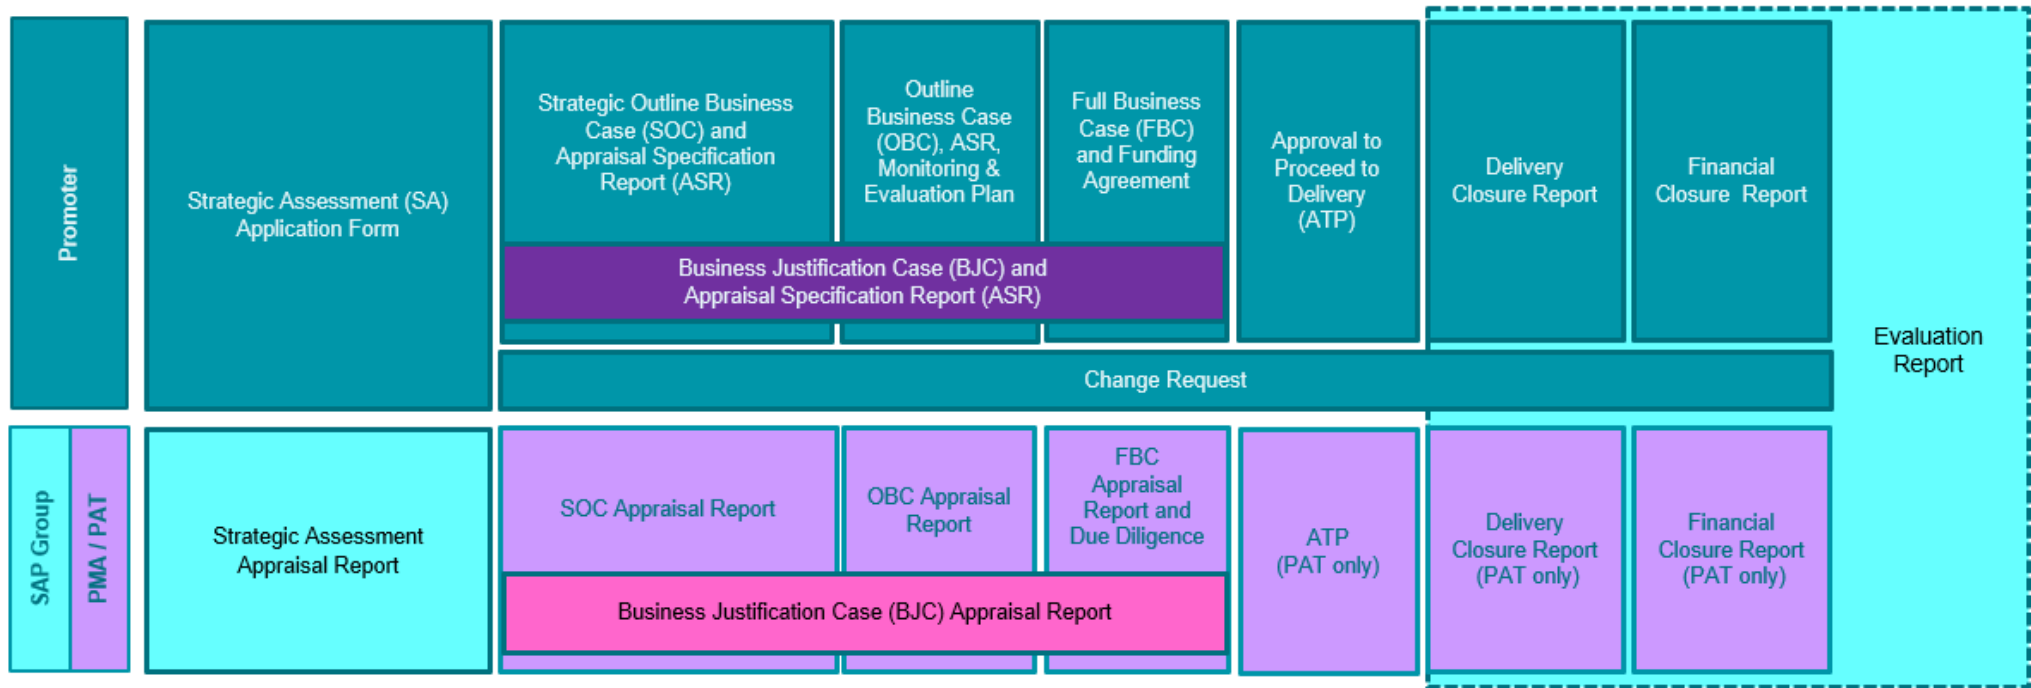 Promoter
Strategic Assessment (SA)
Application Form
Strategic Outline Business
Case (SOC) and
Appraisal Specification
Report (ASR)
Outline
Business Case
(OBC), ASR,
Monitoring &
Evaluation Plan
Full Business
Case (FBC)
and Funding
Agreement
Approval to
Proceed to
Delivery
(ATP)
Delivery
Closure Report
Financial
Closure Report
Business Justification Case (BJC) and
Appraisal Specification Report (ASR)
Change Request
Evaluation
Report
SAP Group
PMA / PAT
Strategic Assessment
Appraisal Report
SOC Appraisal Report
OBC Appraisal
Report
FBC
Appraisal
Report and
Due Diligence
ATP
(PAT only)
Delivery
Closure Report
(PAT only)
Financial
Closure Report
(PAT only)
Business Justification Case (BJC) Appraisal Report